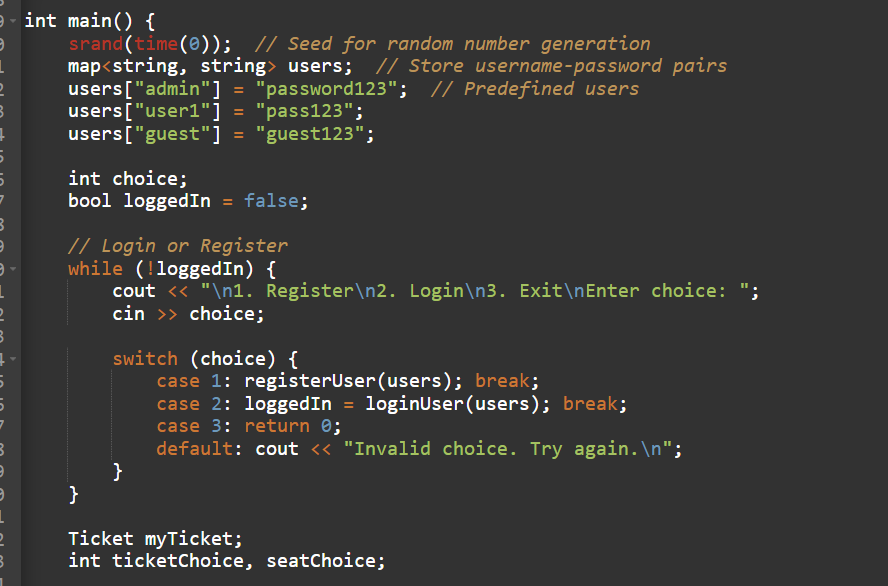 int main() {
    srand(time(0));  // Seed for random number generation
    map<string, string> users;  // Store username-password pairs
    users["admin"] = "password123";  // Predefined users
    users["user1"] = "pass123";
    users["guest"] = "guest123";

    int choice;
    bool loggedIn = false;

    // Login or Register
    while (!loggedIn) {
        cout << "\n1. Register\n2. Login\n3. Exit\nEnter choice: ";
        cin >> choice;

        switch (choice) {
            case 1: registerUser(users); break;
            case 2: loggedIn = loginUser(users); break;
            case 3: return 0;
            default: cout << "Invalid choice. Try again.\n";
        }
    }

    Ticket myTicket;
    int ticketChoice, seatChoice;